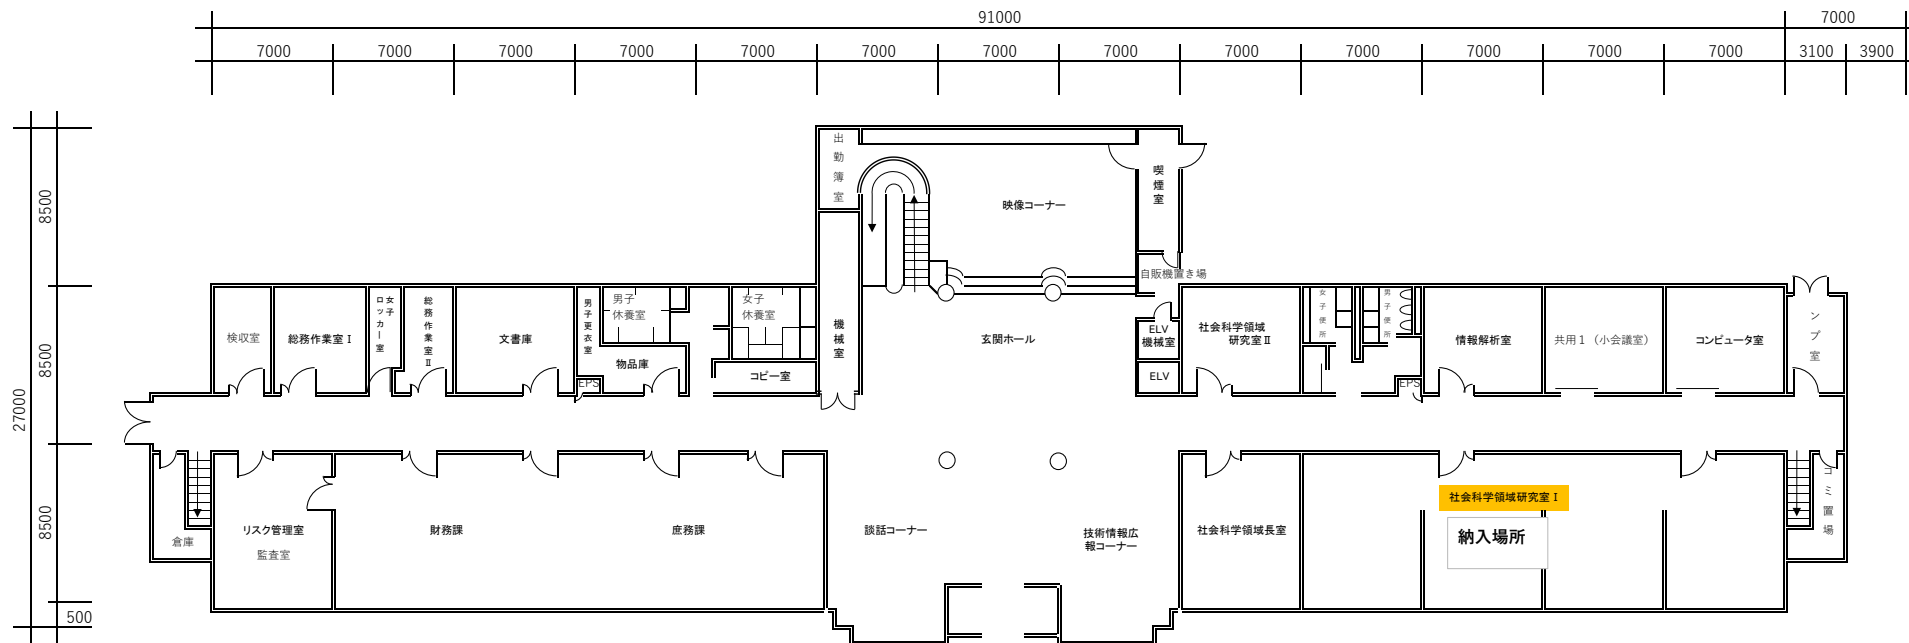 91000
7000
7000
7000
7000
7000
7000
7000
7000
7000
7000
7000
7000
7000
7000
3100
3900
27000
8500
8500
8500
500
出勤簿室
喫煙室
映像コーナー
自販機置き場
検収室
総務作業室Ⅰ
女子
ロッカー室
総務作業室Ⅱ
文書庫
男子更衣室
男子
休養室
物品庫
EPS
女子
休養室
コピー室
機械室
玄関ホール
ELV
機械室
ELV
社会科学領域
研究室Ⅱ
女子便所
男子便所
EPS
情報解析室
共用1（小会議室）
コンピュータ室
ンプ室
倉庫
リスク管理室
監査室
財務課
庶務課
談話コーナー
技術情報広
報コーナー
社会科学領域長室
社会科学領域研究室Ⅰ
納入場所
ゴミ置場